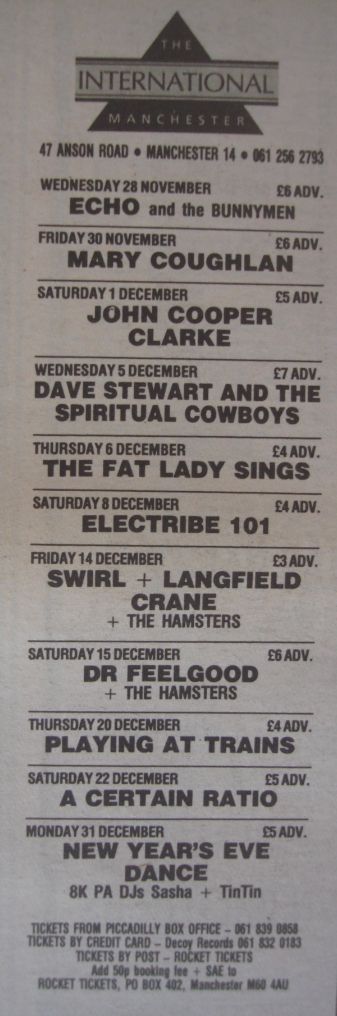 THE
INTERNATIONAL
MANCHESTER
47 ANSON ROAD • MANCHESTER 14 • 061 256 2793
WEDNESDAY 28 NOVEMBER £6 ADV.
ECHO and the BUNNYMEN
FRIDAY 30 NOVEMBER £6 ADV.
MARY COUGHLAN
SATURDAY 1 DECEMBER £5 ADV.
JOHN COOPER
CLARKE
WEDNESDAY 5 DECEMBER £7 ADV.
DAVE STEWART AND THE
SPIRITUAL COWBOYS
THURSDAY 6 DECEMBER £4 ADV.
THE FAT LADY SINGS
SATURDAY 8 DECEMBER £4 ADV.
ELECTRIBE 101
FRIDAY 14 DECEMBER £3 ADV.
SWIRL + LANGFIELD
CRANE
+ THE HAMSTERS
SATURDAY 15 DECEMBER £6 ADV.
DR FEELGOOD
+ THE HAMSTERS
THURSDAY 20 DECEMBER £4 ADV.
PLAYING AT TRAINS
SATURDAY 22 DECEMBER £5 ADV.
A CERTAIN RATIO
MONDAY 31 DECEMBER £5 ADV.
NEW YEAR'S EVE
DANCE
8K PA DJs Sasha + TinTin
TICKETS FROM PICCADILLY BOX OFFICE – 061 839 0858
TICKETS BY CREDIT CARD – Decoy Records 061 832 0183
TICKETS BY POST – ROCKET TICKETS
Add 50p booking fee + SAE to
ROCKET TICKETS, PO BOX 402, Manchester M60 4AU